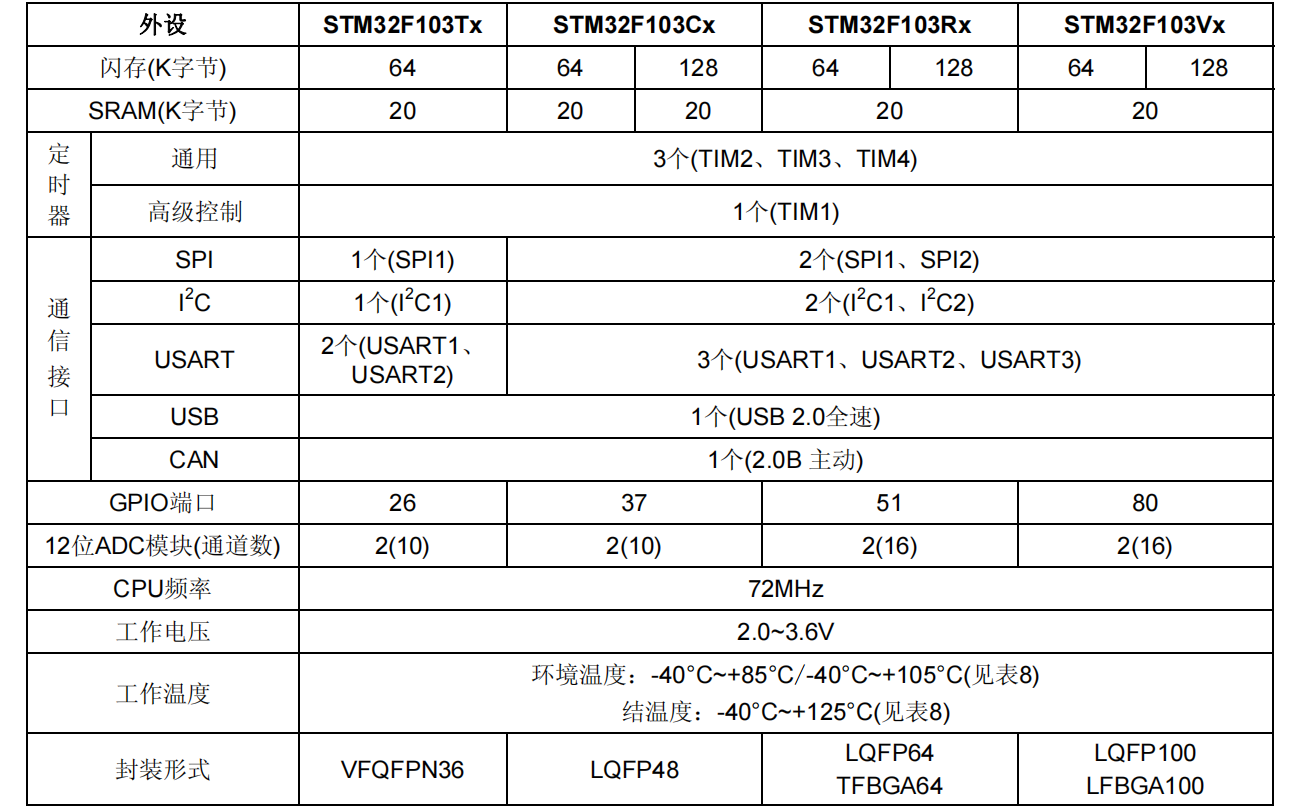 外设 STM32F103Tx STM32F103Cx STM32F103Rx STM32F103Vx
闪存(K字节) 64 64 128 64 128 64 128
SRAM(K字节) 20 20 20 20 20
定时器 通用 3个(TIM2、TIM3、TIM4)
高级控制 1个(TIM1)
通信接口 SPI 1个(SPI1) 2个(SPI1、SPI2)
I²C 1个(I²C1) 2个(I²C1、I²C2)
USART 2个(USART1、USART2) 3个(USART1、USART2、USART3)
USB 1个(USB 2.0全速)
CAN 1个(2.0B 主动)
GPIO端口 26 37 51 80
12位ADC模块(通道数) 2(10) 2(10) 2(16) 2(16)
CPU频率 72MHz
工作电压 2.0~3.6V
工作温度 环境温度：-40°C~+85°C/-40°C~+105°C(见表8)
结温度：-40°C~+125°C(见表8)
封装形式 VFQFPN36 LQFP48 LQFP64 TFBGA64 LQFP100 LFBGA100